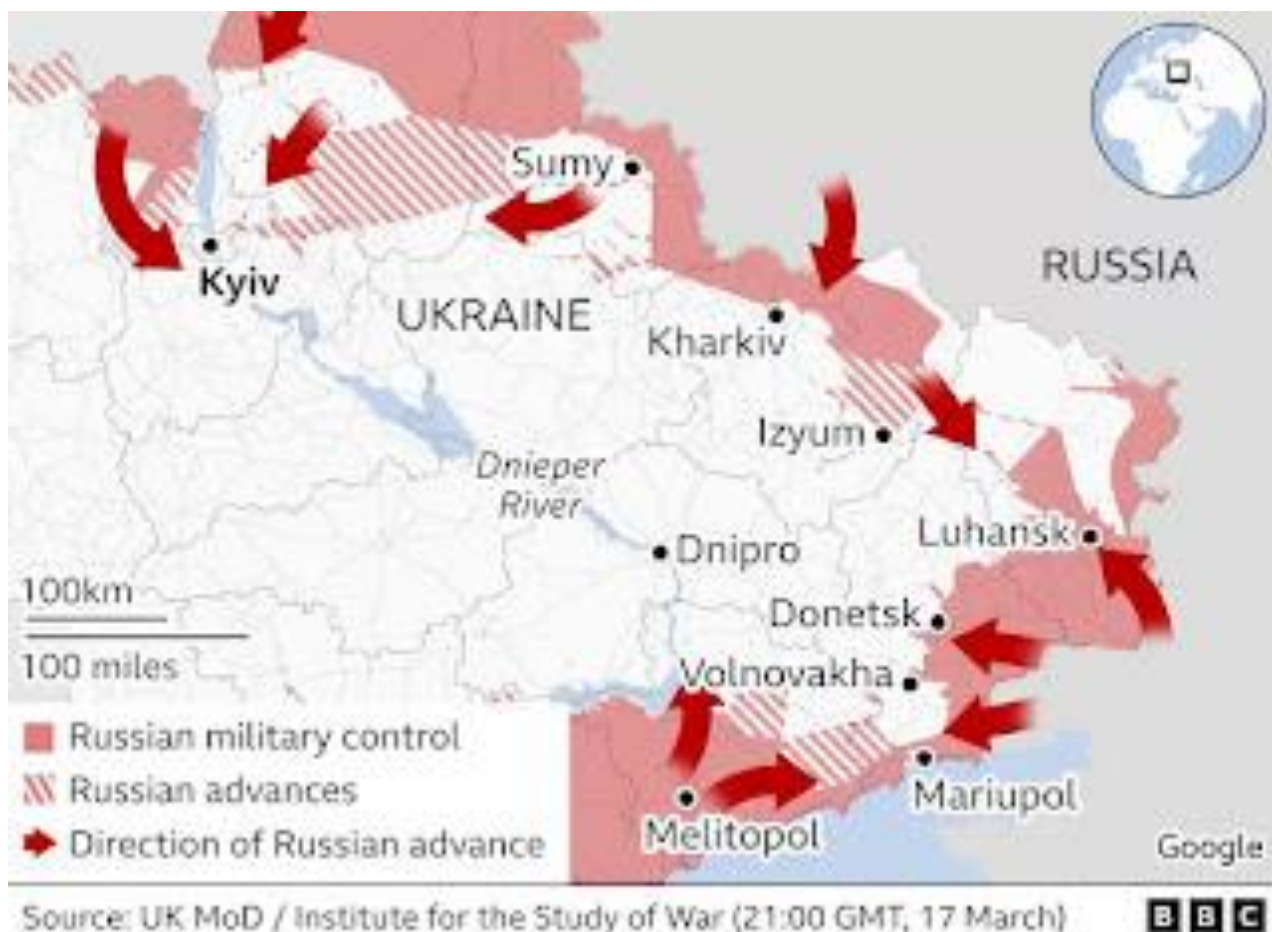 Sumy
RUSSIA
Kyiv
UKRAINE
Kharkiv
Izyum
Dnieper
River
Luhansk
Dnipro
100km
Donetsk
100 miles
Volnovakha
Russian military control
Russian advances
Mariupol
Melitopol
Direction of Russian advance
Google
Source: UK MoD / Institute for the Study of War (21:00 GMT, 17 March)
BBC